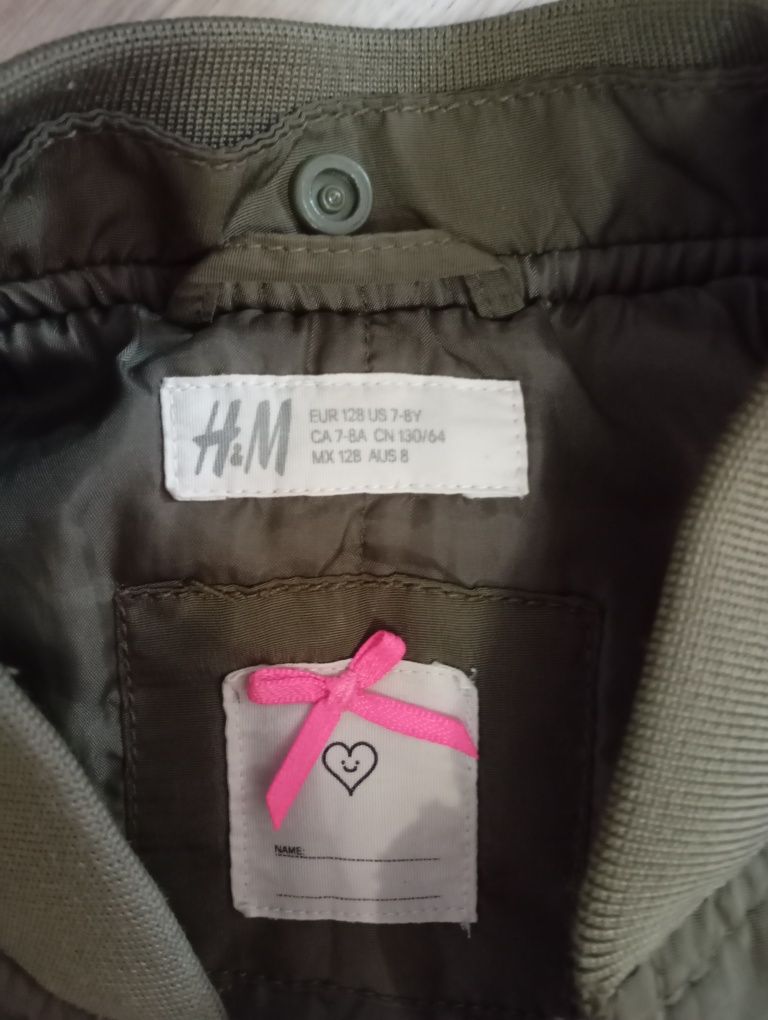 H&M
EUR 128 US 7-8Y
CA 7-8A CN 130/64
MX 128 AUS 8
NAME: